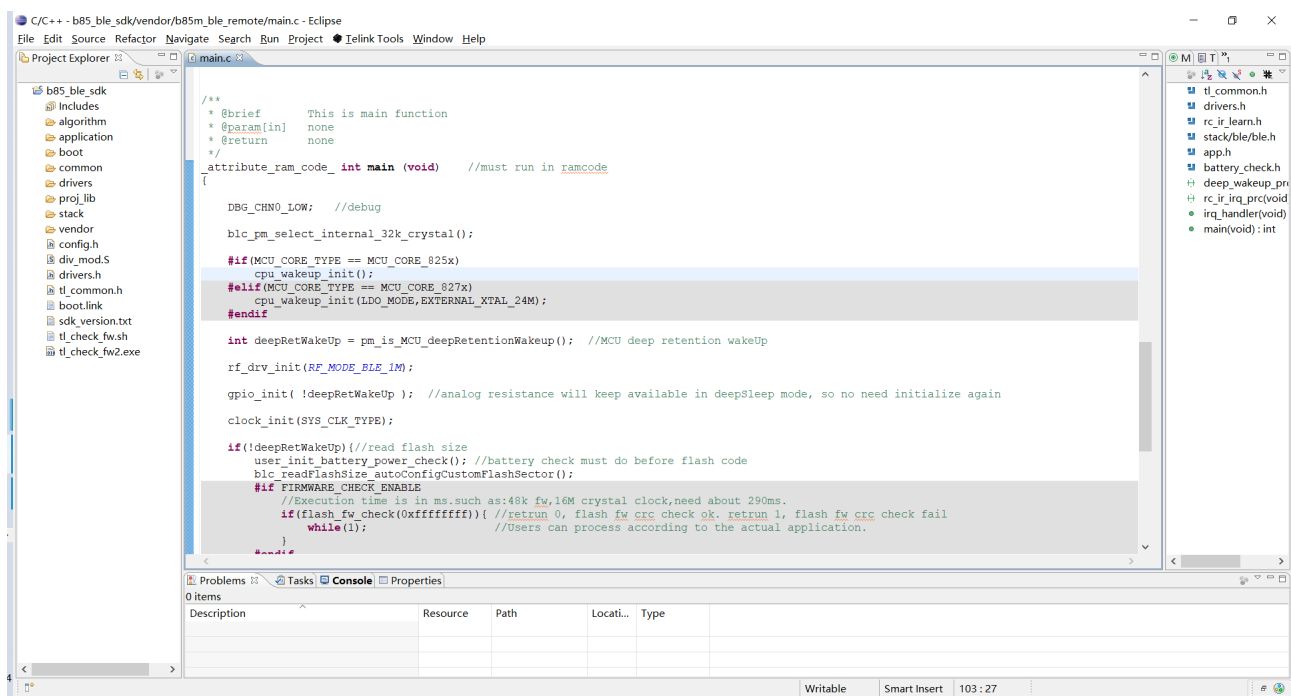 C/C++ - b85_ble_sdk/vendor/b85m_ble_remote/main.c - Eclipse
File Edit Source Refactor Navigate Search Run Project Telink Tools Window Help
Project Explorer
b85_ble_sdk
Includes
algorithm
application
boot
common
drivers
proj_lib
stack
vendor
config.h
div_mod.S
drivers.h
tl_common.h
boot.link
sdk_version.txt
tl_check_fw.sh
tl_check_fw2.exe
main.c
/**
 * @brief      This is main function
 * @param[in]   none
 * @return      none
 */
_attribute_ram_code_ int main (void)    //must run in ramcode
{
    DBG_CHN0_LOW;   //debug
    blc_pm_select_internal_32k_crystal();
    #if(MCU_CORE_TYPE == MCU_CORE_825x)
        cpu_wakeup_init();
    #elif(MCU_CORE_TYPE == MCU_CORE_827x)
        cpu_wakeup_init(LDO_MODE,EXTERNAL_XTAL_24M);
    #endif
    int deepRetWakeUp = pm_is_MCU_deepRetentionWakeup();  //MCU deep retention wakeUp
    rf_drv_init(RF_MODE_BLE_1M);
    gpio_init( !deepRetWakeUp );  //analog resistance will keep available in deepSleep mode, so no need initialize again
    clock_init(SYS_CLK_TYPE);
    if(!deepRetWakeUp){//read flash size
        user_init_battery_power_check(); //battery check must do before flash code
        blc_readFlashSize_autoConfigCustomFlashSector();
        #if FIRMWARE_CHECK_ENABLE
            //Execution time is in ms.such as:48k fw,16M crystal clock,need about 290ms.
            if(flash_fw_check(0xffffffff)){ //retrun 0, flash fw crc check ok. retrun 1, flash fw crc check fail
                while(1);                   //Users can process according to the actual application.
            }
        #endif
M T »1
tl_common.h
drivers.h
rc_ir_learn.h
stack/ble/ble.h
app.h
battery_check.h
deep_wakeup_pr
rc_ir_irq_prc(void
irq_handler(void)
main(void) : int
Problems Tasks Console Properties
0 items
Description Resource Path Locati... Type
Writable Smart Insert 103 : 27